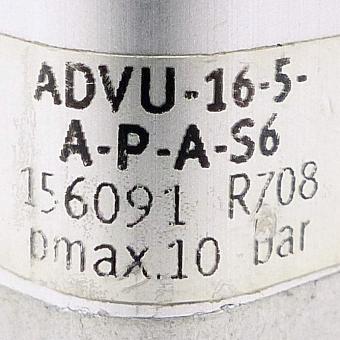 ADVU-16-5-
A-P-A-S6
156091 R708
pmax.10 bar